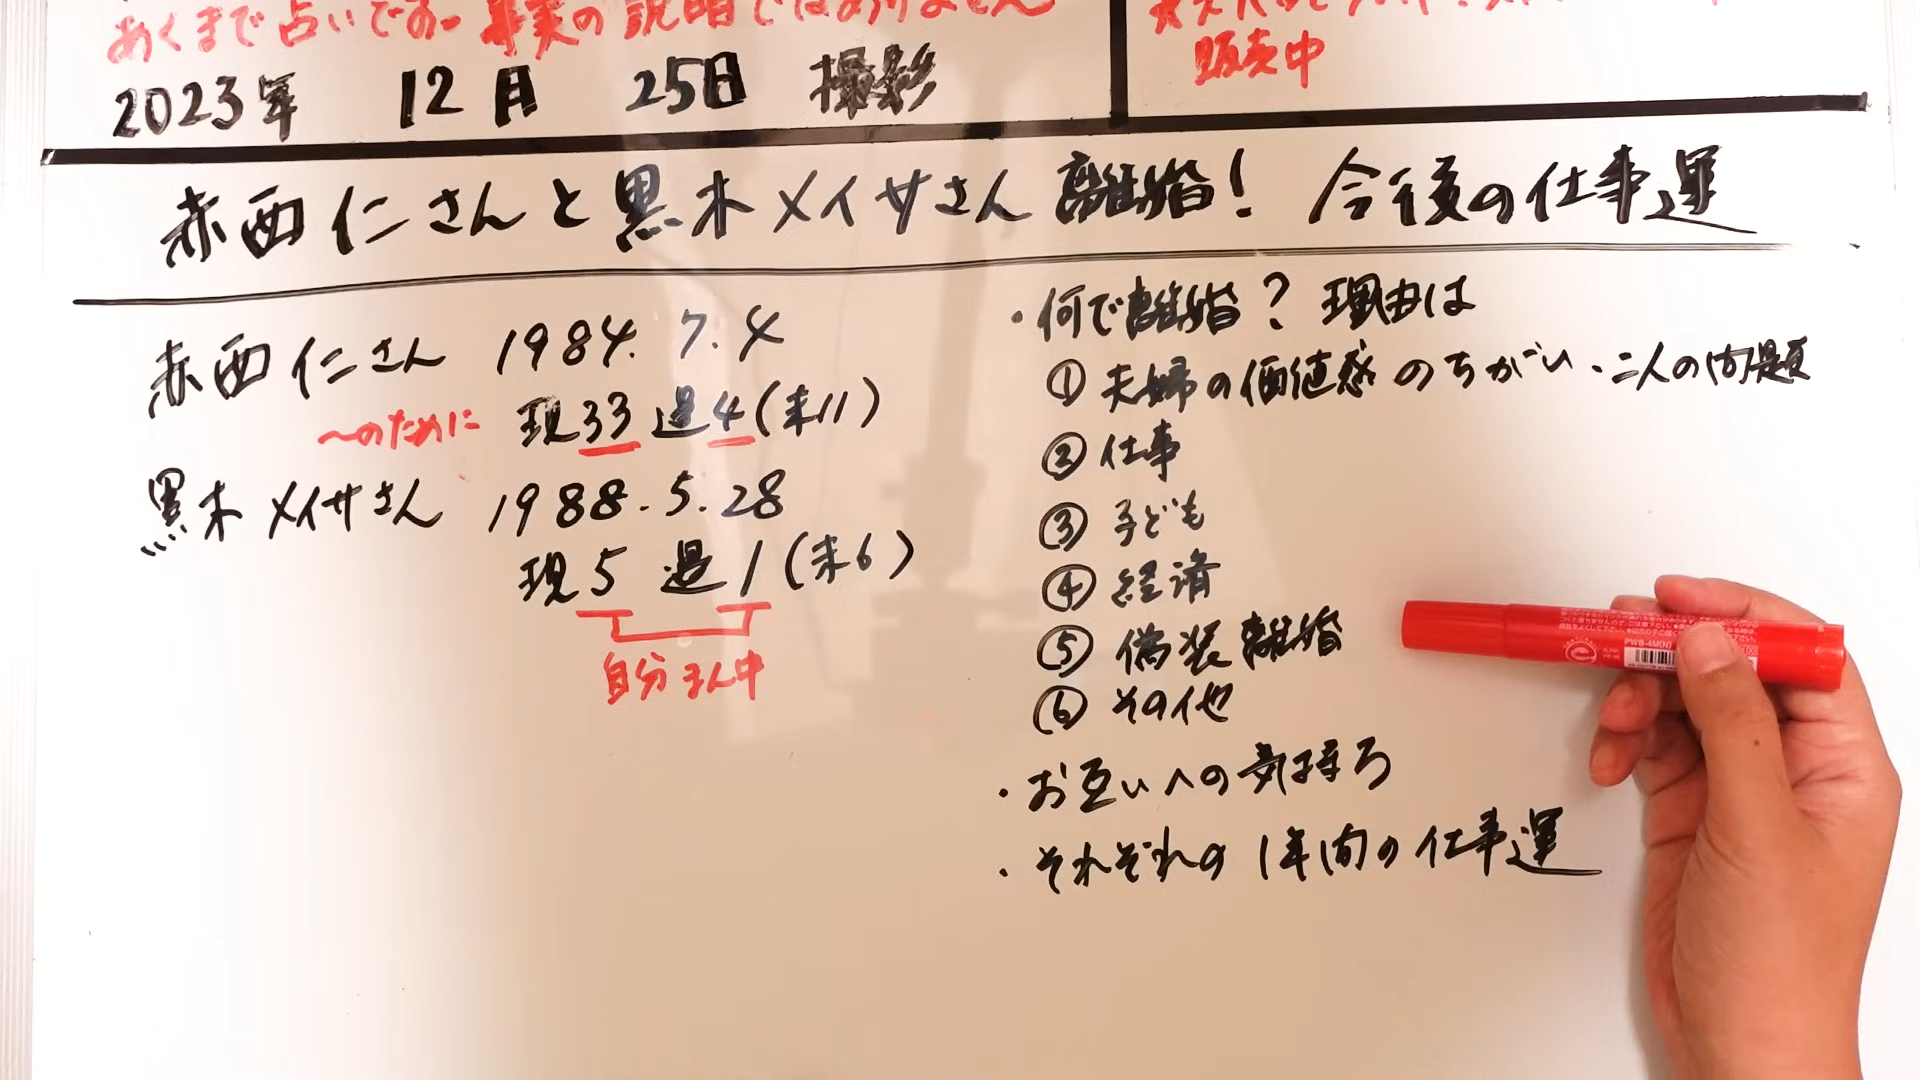 あくまで占いです。事実の説明ではありません
販売中
2023年 12月 25日 撮影
赤西仁さんと黒木メイサさん離婚! 今後の仕事運
赤西仁さん 1984.7.4
~のために 現33 過4(未11)
黒木メイサさん 1988.5.28
現5 過1(未6)
自分まん中
・何で離婚? 理由は
① 夫婦の価値感のちがい、二人の問題
② 仕事
③ 子ども
④ 経済
⑤ 偽装離婚
⑥ その他
・お互いへの気持ち
・それぞれの1年間の仕事運
PWB-4M(N)